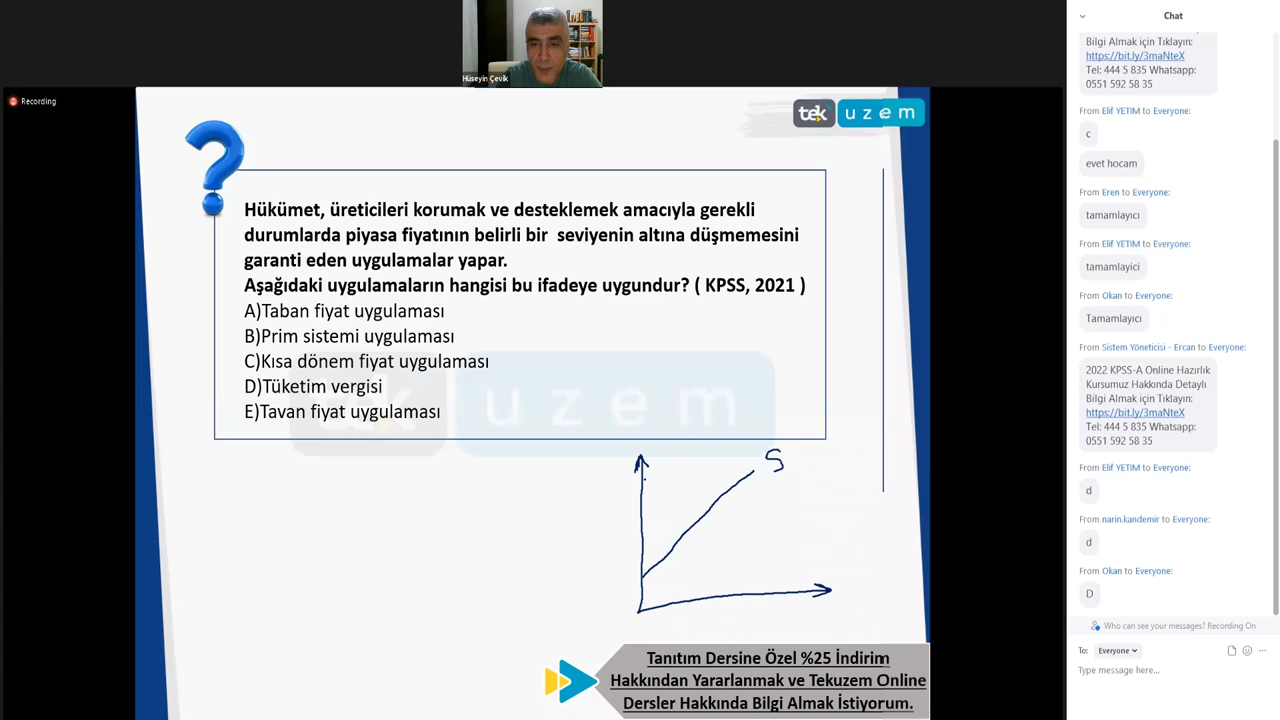 Hüseyin Çevik
Recording
tek uzem
Hükümet, üreticileri korumak ve desteklemek amacıyla gerekli
durumlarda piyasa fiyatının belirli bir seviyenin altına düşmemesini
garanti eden uygulamalar yapar.
Aşağıdaki uygulamaların hangisi bu ifadeye uygundur? ( KPSS, 2021 )
A)Taban fiyat uygulaması
B)Prim sistemi uygulaması
C)Kısa dönem fiyat uygulaması
D)Tüketim vergisi
E)Tavan fiyat uygulaması
tek uzem
S
Tanıtım Dersine Özel %25 İndirim
Hakkından Yararlanmak ve Tekuzem Online
Dersler Hakkında Bilgi Almak İstiyorum.
Chat
Bilgi Almak için Tıklayın:
https://bit.ly/3maNteX
Tel: 444 5 835 Whatsapp:
0551 592 58 35
From Elif YETIM to Everyone:
c
evet hocam
From Eren to Everyone:
tamamlayıcı
From Elif YETIM to Everyone:
tamamlayici
From Okan to Everyone:
Tamamlayıcı
From Sistem Yöneticisi - Ercan to Everyone:
2022 KPSS-A Online Hazırlık
Kursumuz Hakkında Detaylı
Bilgi Almak için Tıklayın:
https://bit.ly/3maNteX
Tel: 444 5 835 Whatsapp:
0551 592 58 35
From Elif YETIM to Everyone:
d
From narin.kandemir to Everyone:
d
From Okan to Everyone:
D
Who can see your messages? Recording On
To: Everyone
Type message here...